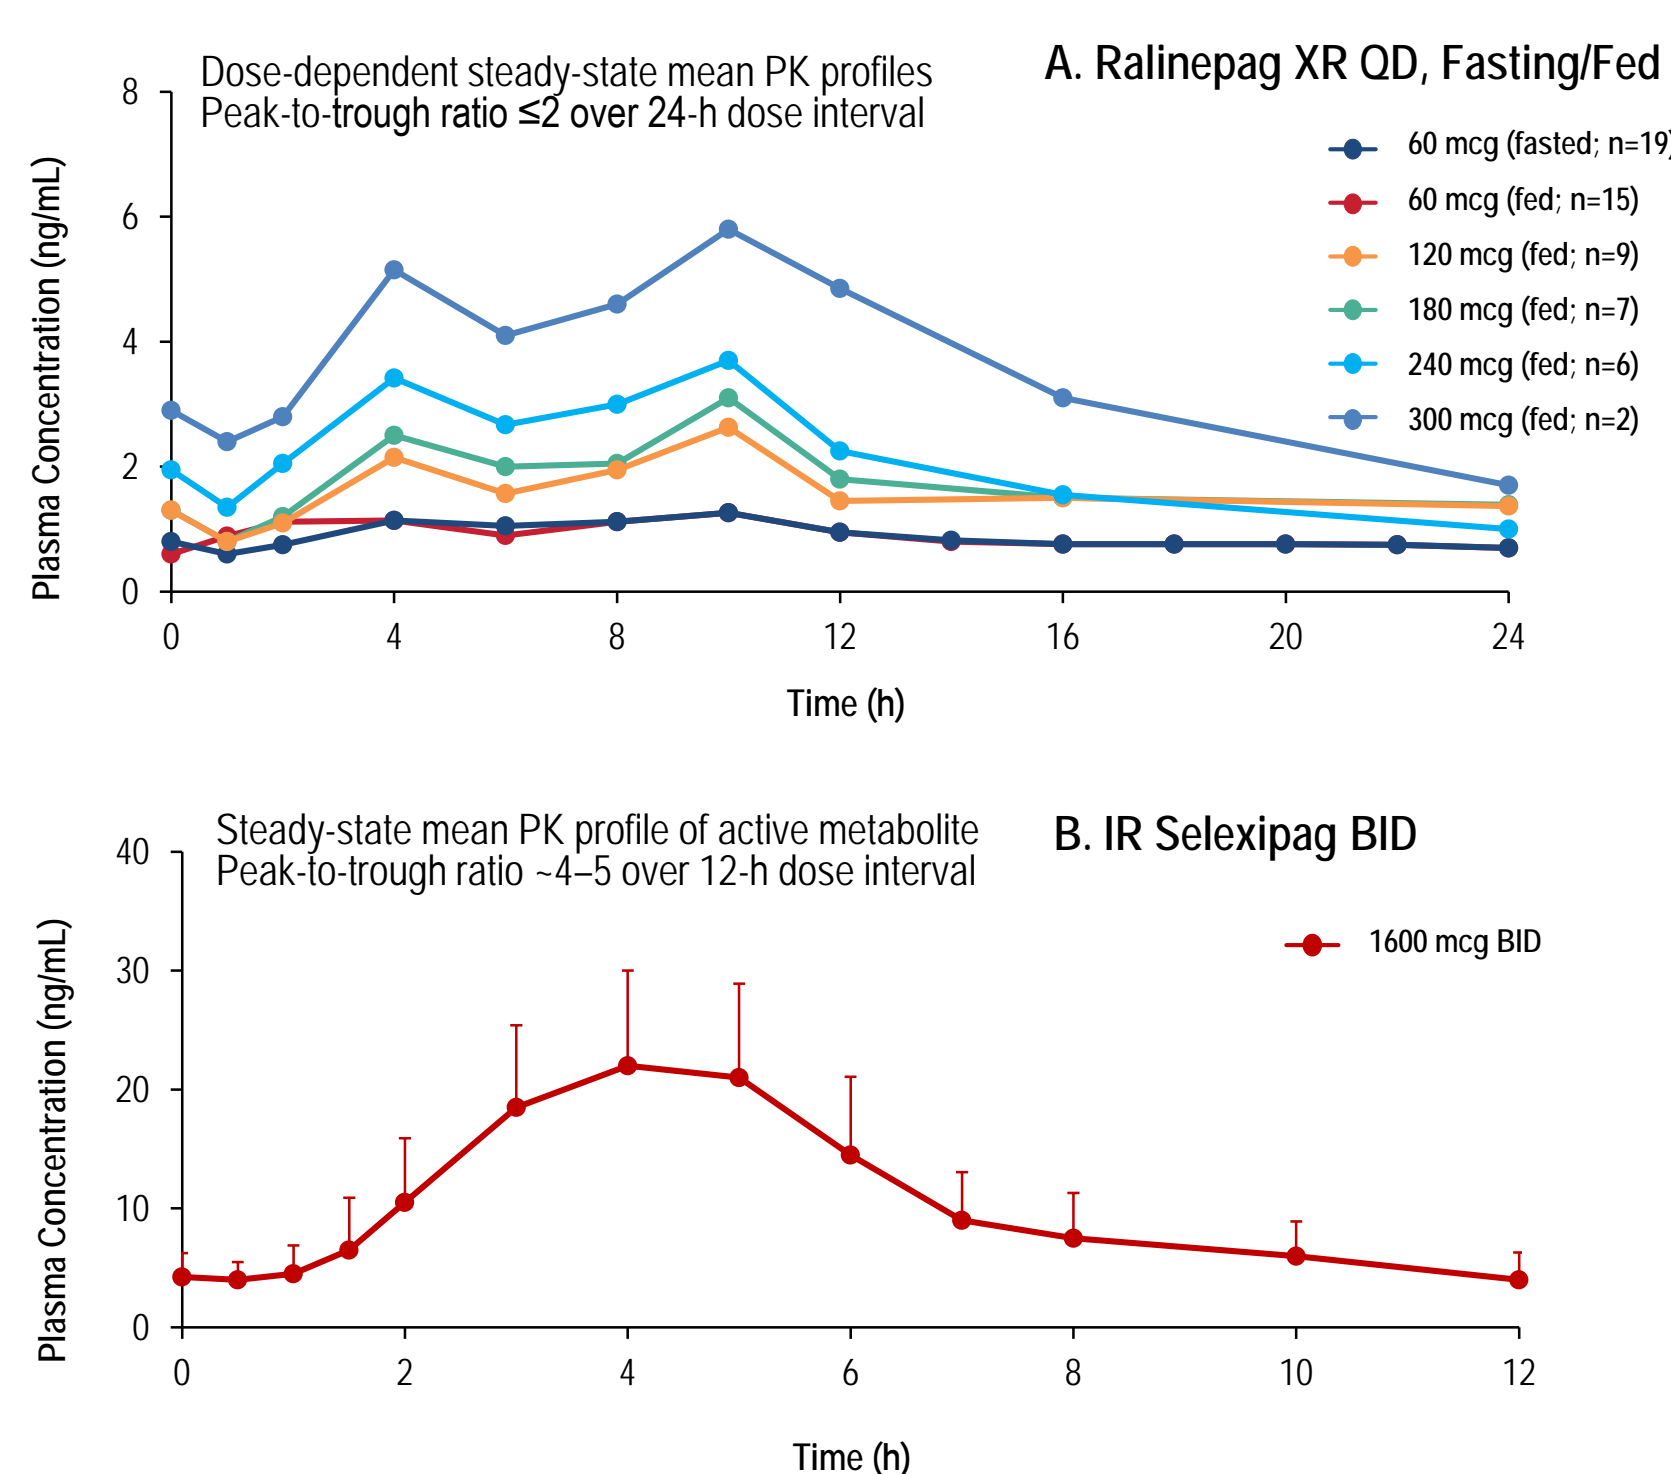 Dose-dependent steady-state mean PK profiles
Peak-to-trough ratio ≤2 over 24-h dose interval
A. Ralinepag XR QD, Fasting/Fed
60 mcg (fasted; n=19)
60 mcg (fed; n=15)
120 mcg (fed; n=9)
180 mcg (fed; n=7)
240 mcg (fed; n=6)
300 mcg (fed; n=2)
Plasma Concentration (ng/mL)
8
6
4
2
0
0 4 8 12 16 20 24
Time (h)
Steady-state mean PK profile of active metabolite
Peak-to-trough ratio ~4–5 over 12-h dose interval
B. IR Selexipag BID
1600 mcg BID
Plasma Concentration (ng/mL)
40
30
20
10
0
0 2 4 6 8 10 12
Time (h)